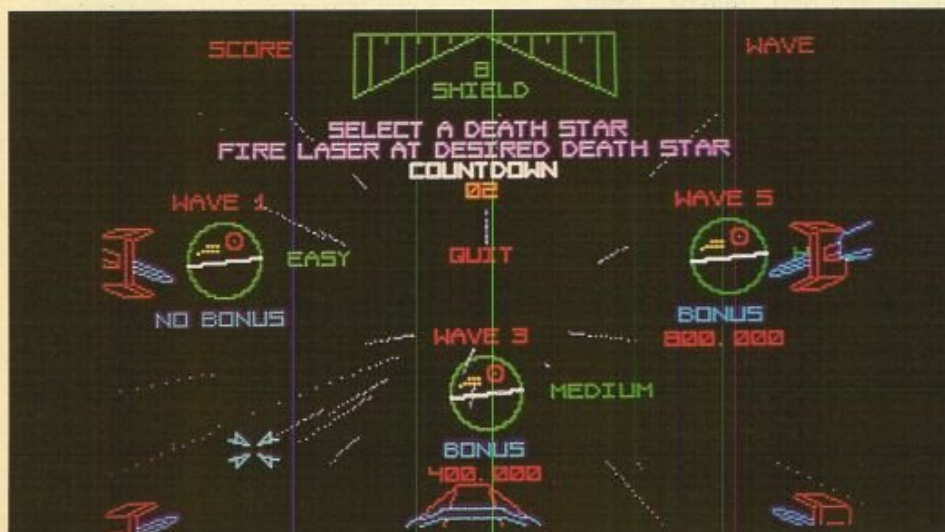 SCORE
WAVE
8
SHIELD
SELECT A DEATH STAR
FIRE LASER AT DESIRED DEATH STAR
COUNTDOWN
02
WAVE 1
EASY
NO BONUS
QUIT
WAVE 5
BONUS
800.000
WAVE 3
MEDIUM
BONUS
400.000